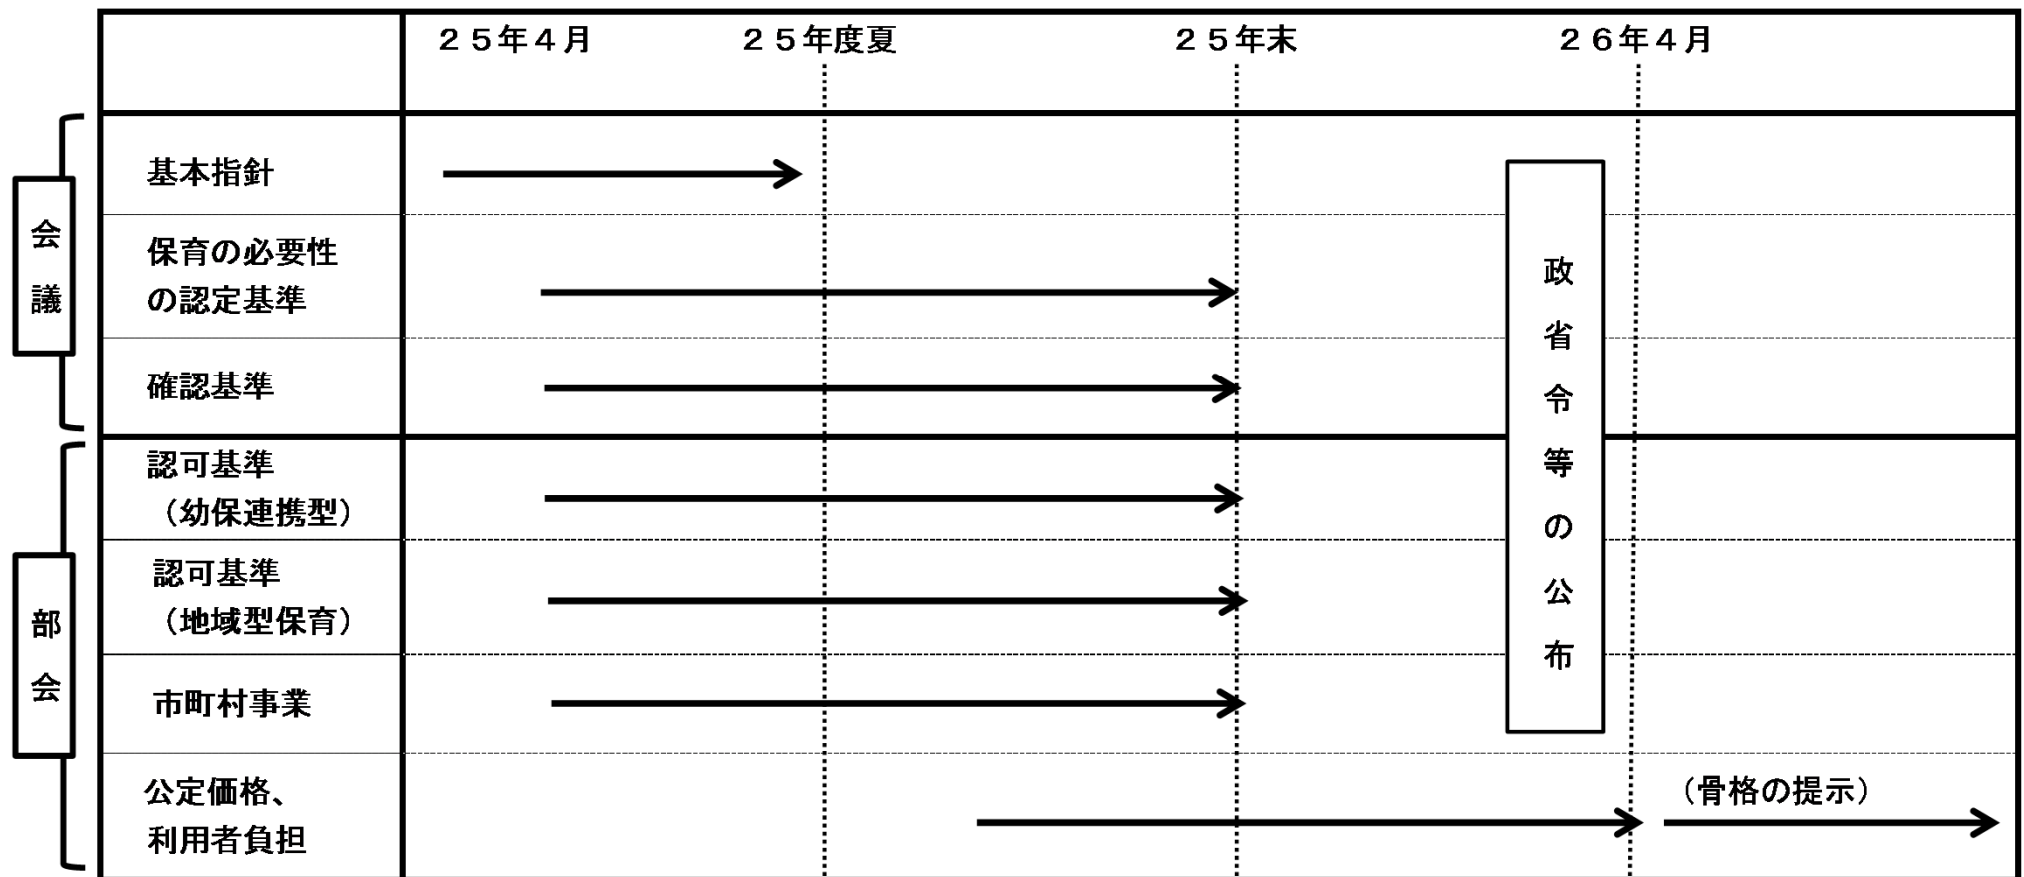 ２５年４月
２５年度夏
２５年末
２６年４月
会議
基本指針
保育の必要性
の認定基準
確認基準
部会
認可基準
（幼保連携型）
認可基準
（地域型保育）
市町村事業
公定価格、
利用者負担
政省令等の公布
（骨格の提示）